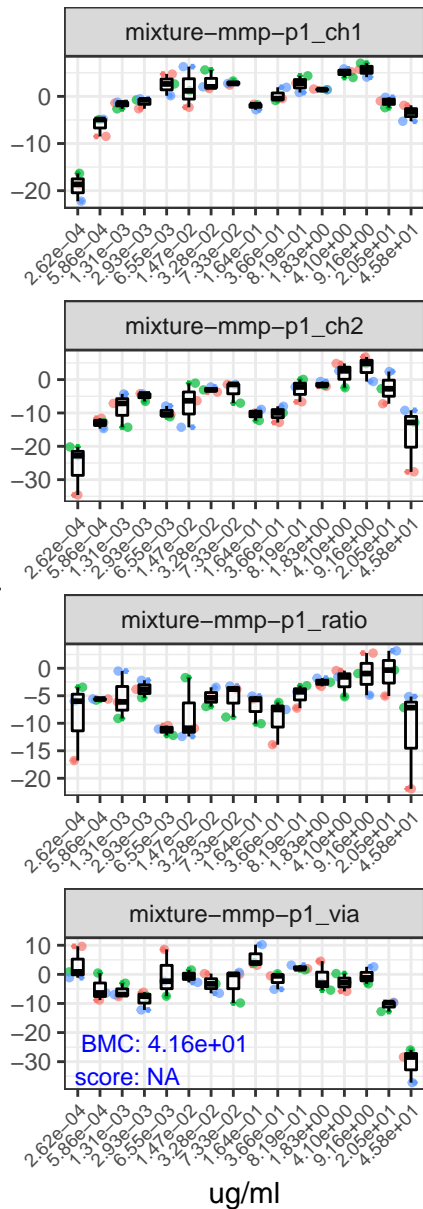 mixture-mmp-p1_ch1
0
-10
-20
2.62e-04 5.86e-04 1.31e-03 2.93e-03 6.55e-03 1.47e-02 3.28e-02 7.33e-02 1.64e-01 3.66e-01 8.19e-01 1.83e+00 4.10e+00 9.16e+00 2.05e+01 4.58e+01
mixture-mmp-p1_ch2
0
-10
-20
-30
2.62e-04 5.86e-04 1.31e-03 2.93e-03 6.55e-03 1.47e-02 3.28e-02 7.33e-02 1.64e-01 3.66e-01 8.19e-01 1.83e+00 4.10e+00 9.16e+00 2.05e+01 4.58e+01
mixture-mmp-p1_ratio
0
-5
-10
-15
-20
2.62e-04 5.86e-04 1.31e-03 2.93e-03 6.55e-03 1.47e-02 3.28e-02 7.33e-02 1.64e-01 3.66e-01 8.19e-01 1.83e+00 4.10e+00 9.16e+00 2.05e+01 4.58e+01
mixture-mmp-p1_via
10
0
-10
-20
-30
BMC: 4.16e+01
score: NA
2.62e-04 5.86e-04 1.31e-03 2.93e-03 6.55e-03 1.47e-02 3.28e-02 7.33e-02 1.64e-01 3.66e-01 8.19e-01 1.83e+00 4.10e+00 9.16e+00 2.05e+01 4.58e+01
ug/ml